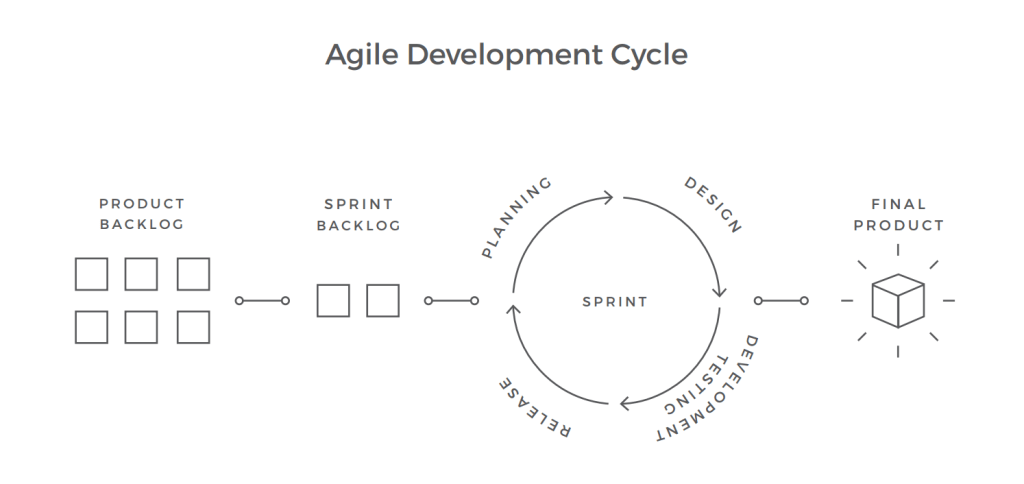 Agile Development Cycle
PRODUCT
BACKLOG
SPRINT
BACKLOG
PLANNING
DESIGN
SPRINT
DEVELOPMENT
TESTING
RELEASE
FINAL
PRODUCT